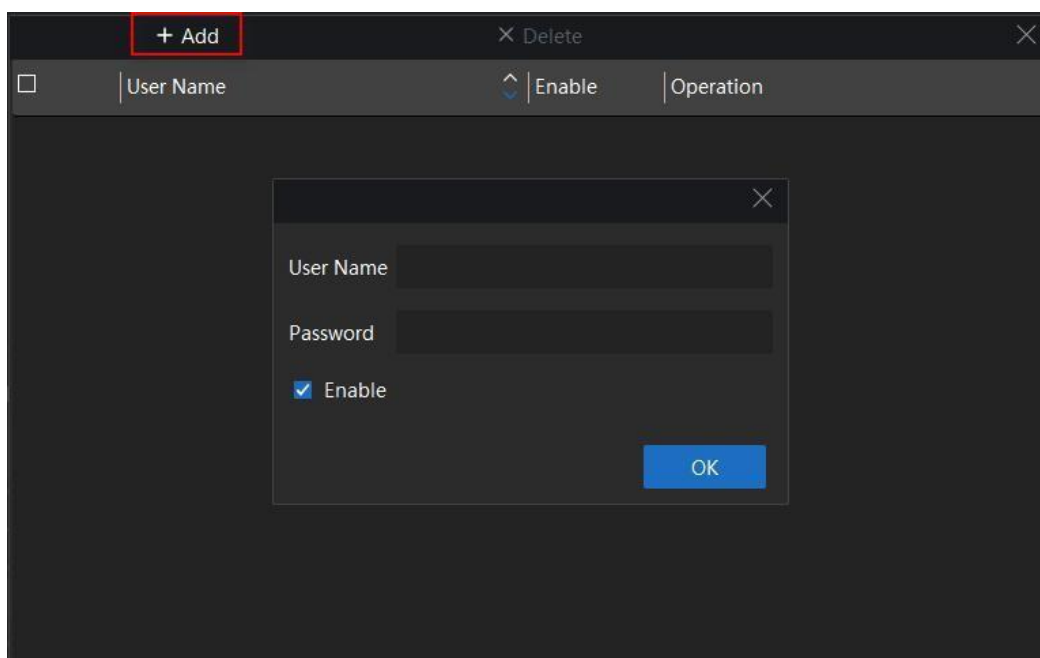 + Add × Delete ×
User Name Enable Operation
×
User Name
Password
Enable
OK